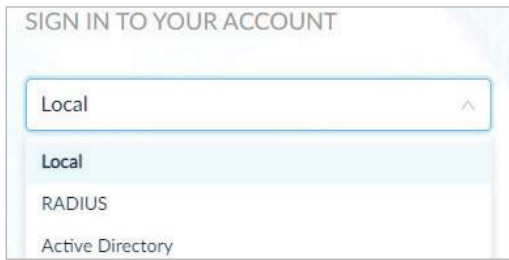 SIGN IN TO YOUR ACCOUNT
Local
Local
RADIUS
Active Directory